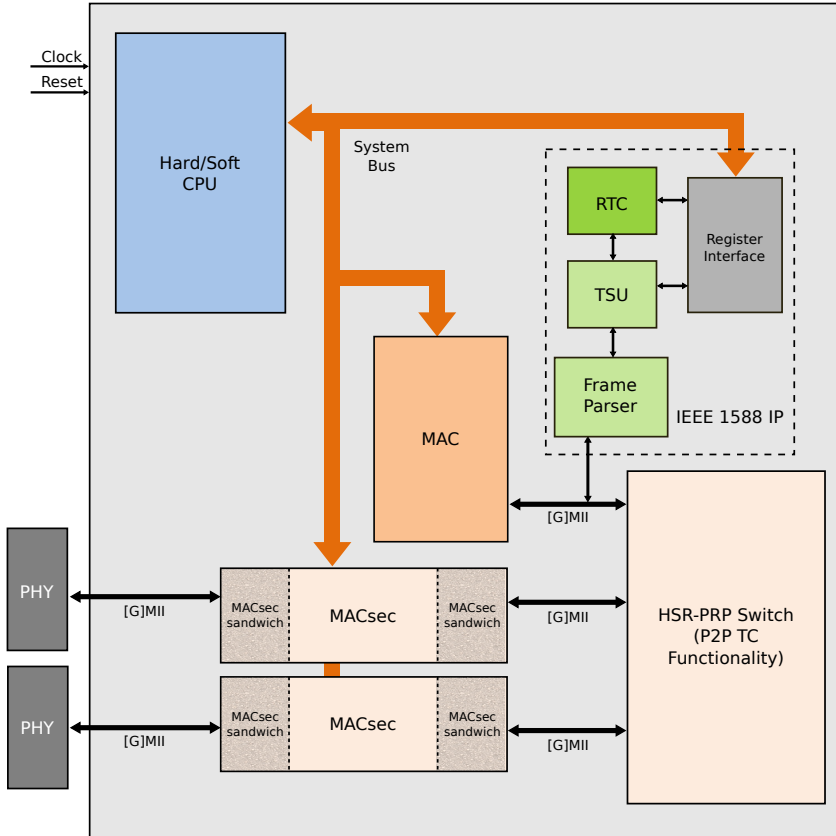 Clock
Reset
Hard/Soft
CPU
System
Bus
RTC
Register
Interface
TSU
Frame
Parser
IEEE 1588 IP
MAC
[G]MII
PHY
[G]MII
MACsec
sandwich
MACsec
MACsec
sandwich
[G]MII
HSR-PRP Switch
(P2P TC
Functionality)
PHY
[G]MII
MACsec
sandwich
MACsec
MACsec
sandwich
[G]MII